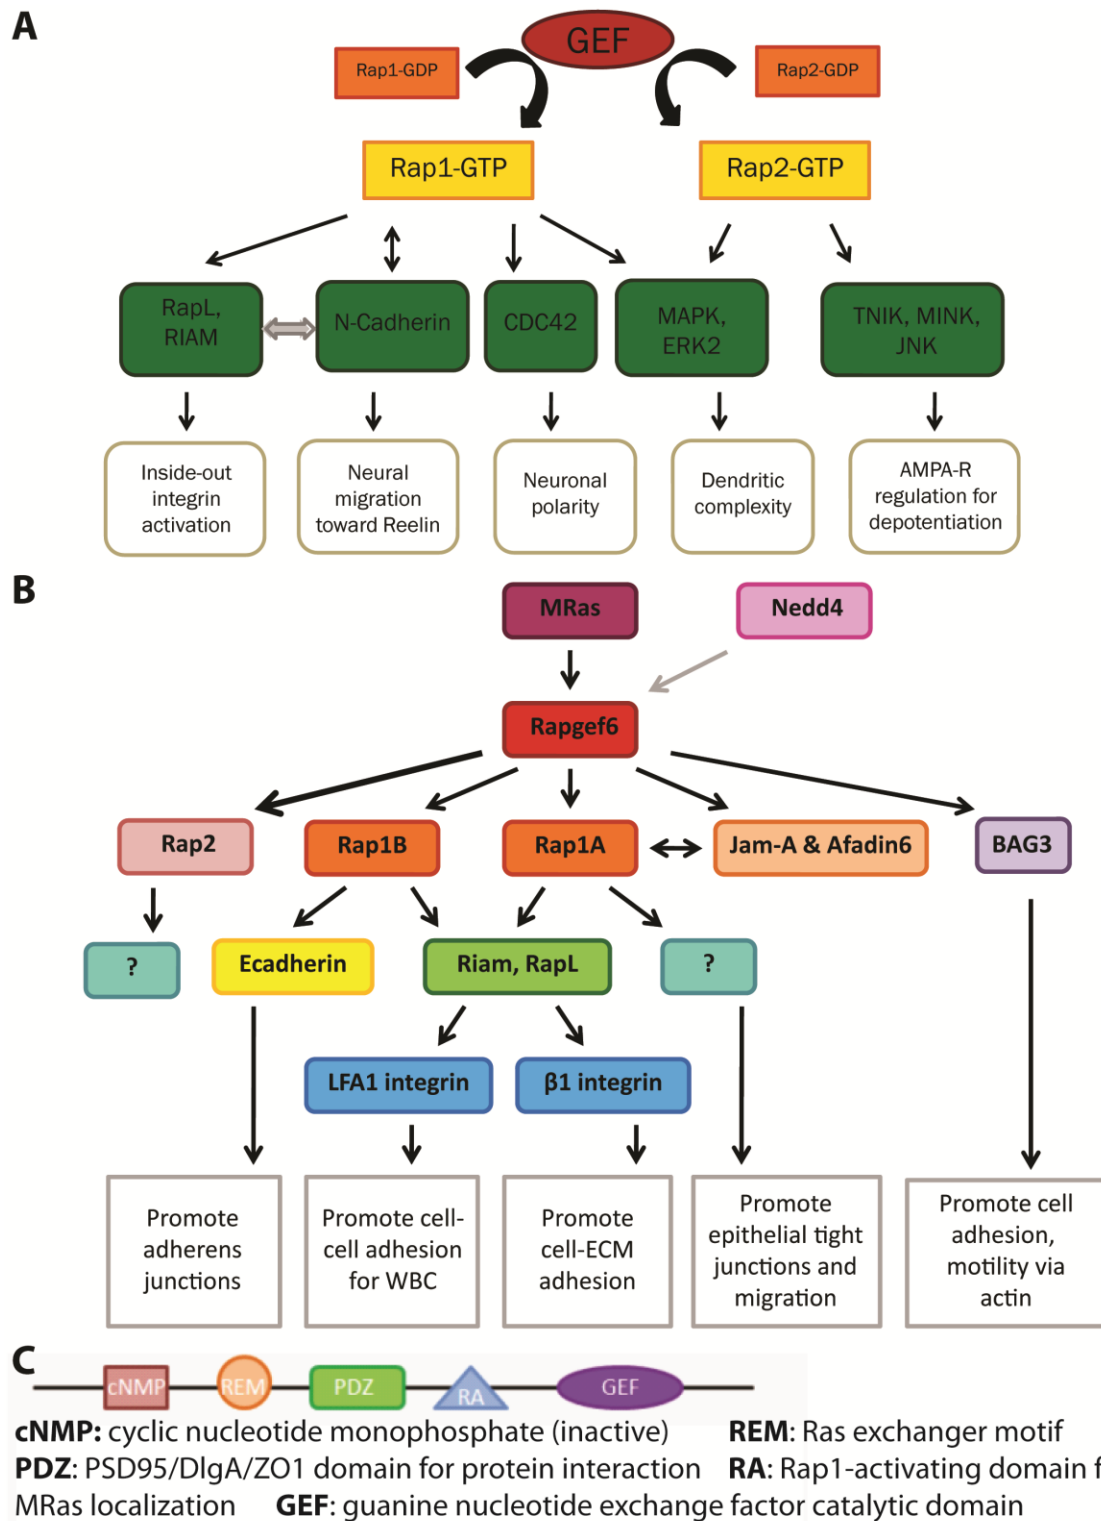 A
GEF
Rap1-GDP
Rap2-GDP
Rap1-GTP
Rap2-GTP
RapL,
RIAM
N-Cadherin
CDC42
MAPK,
ERK2
TNIK, MINK,
JNK
Inside-out
integrin
activation
Neural
migration
toward Reelin
Neuronal
polarity
Dendritic
complexity
AMPA-R
regulation for
depotentiation
B
MRas
Nedd4
Rapgef6
Rap2
Rap1B
Rap1A
Jam-A & Afadin6
BAG3
?
Ecadherin
Riam, RapL
?
LFA1 integrin
β1 integrin
Promote
adherens
junctions
Promote cell-
cell adhesion
for WBC
Promote
cell-ECM
adhesion
Promote
epithelial tight
junctions and
migration
Promote cell
adhesion,
motility via
actin
C
cNMP
REM
PDZ
RA
GEF
cNMP: cyclic nucleotide monophosphate (inactive) REM: Ras exchanger motif
PDZ: PSD95/DlgA/ZO1 domain for protein interaction RA: Rap1-activating domain f
MRas localization GEF: guanine nucleotide exchange factor catalytic domain